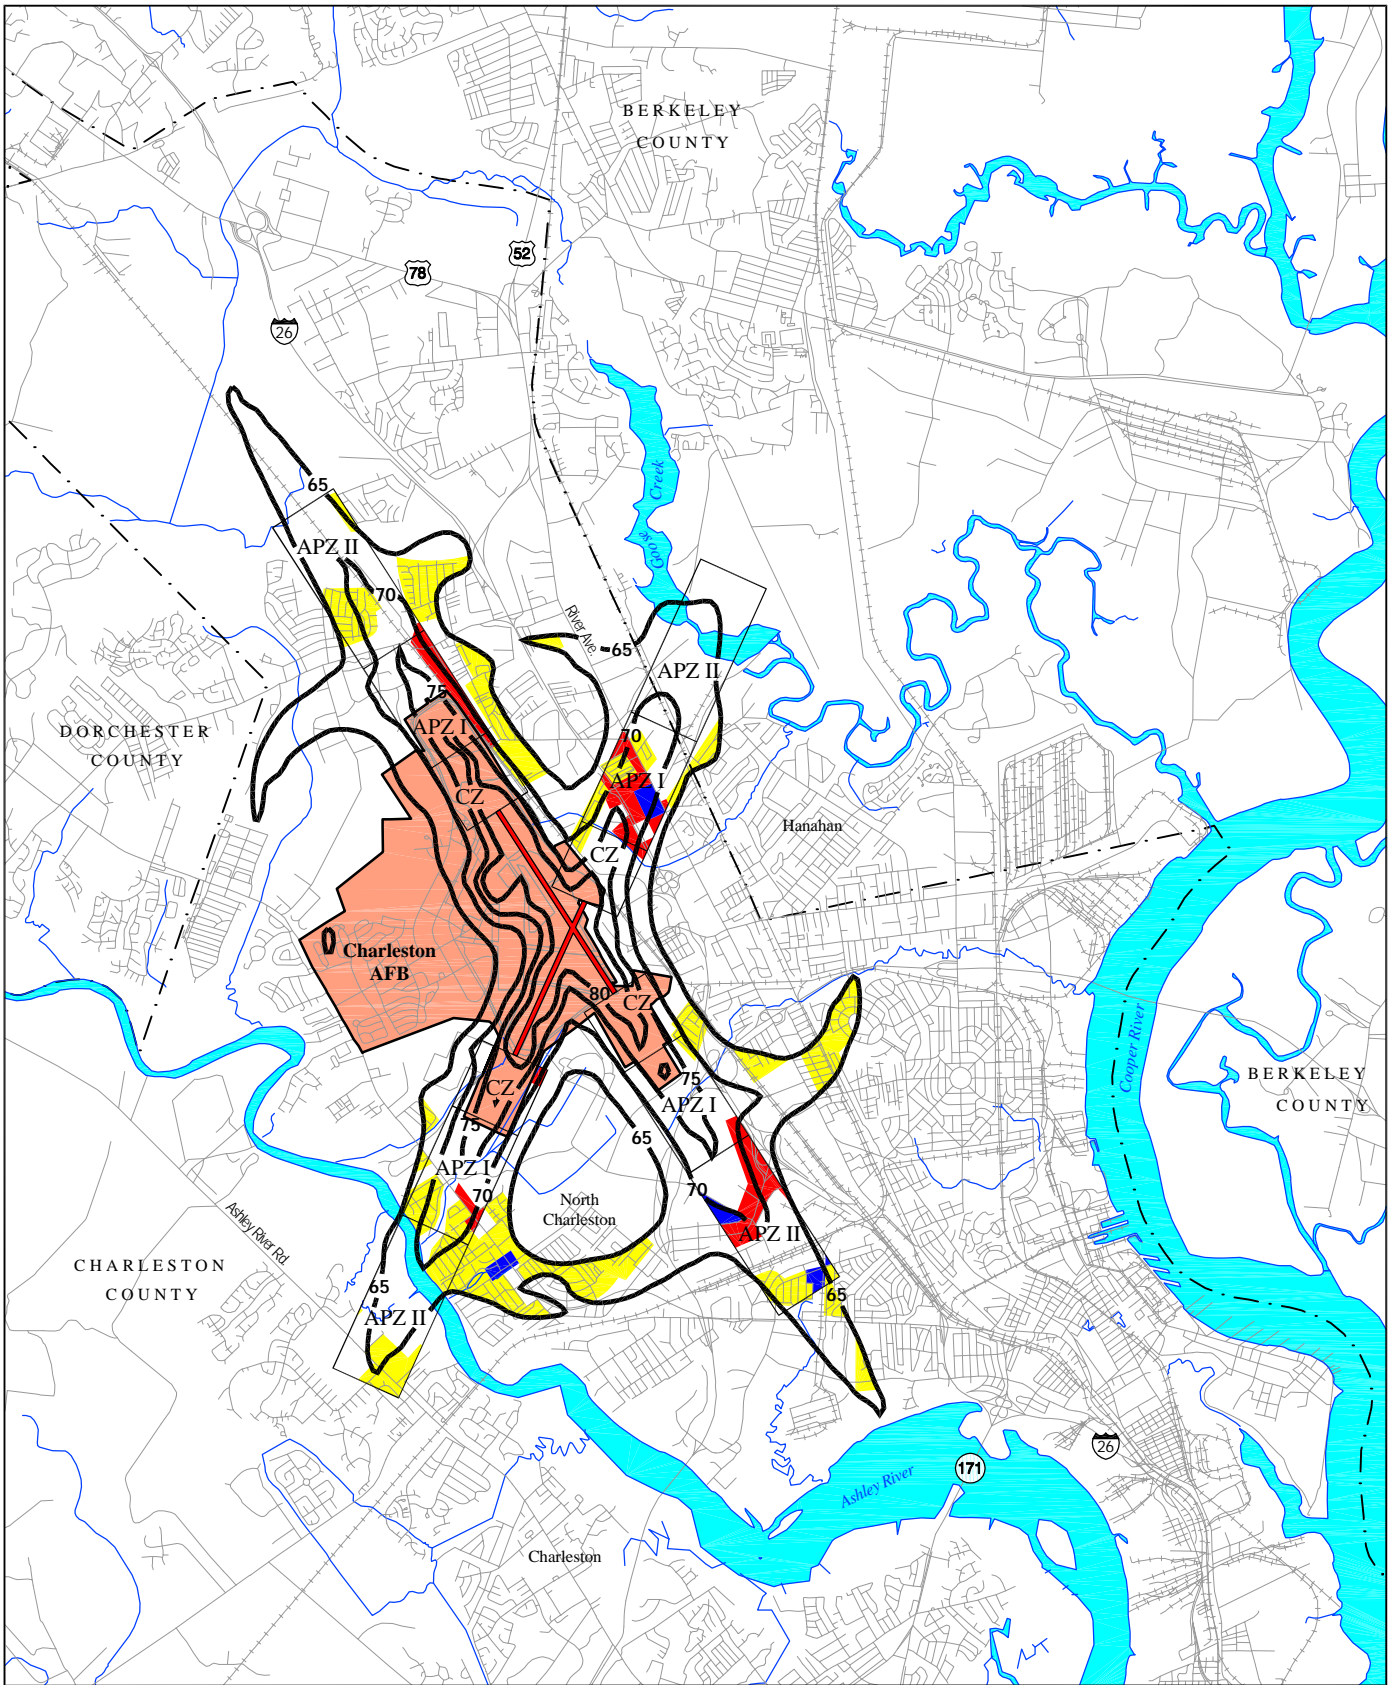 BERKELEY
COUNTY
52
78
26
Goose Creek
65
APZ II
70
River Ave.
65
APZ II
75
APZ I
70
APZ I
DORCHESTER
COUNTY
CZ
Hanahan
CZ
Charleston
AFB
80
CZ
Cooper River
BERKELEY
COUNTY
75
CZ
APZ I
75
65
APZ I
70
70
North
Charleston
Ashley River Rd.
APZ II
CHARLESTON
COUNTY
65
65
APZ II
26
171
Ashley River
Charleston